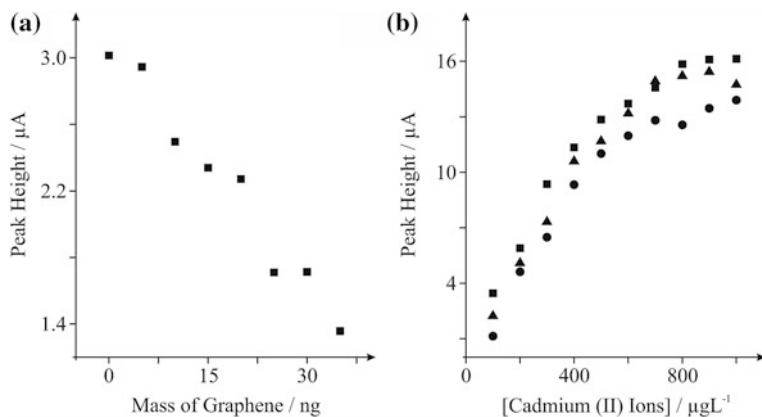 (a)
3.0
2.2
1.4
Peak Height / µA
0
15
30
Mass of Graphene / ng
(b)
16
10
4
Peak Height / µA
400
800
[Cadmium (II) Ions] / µgL⁻¹